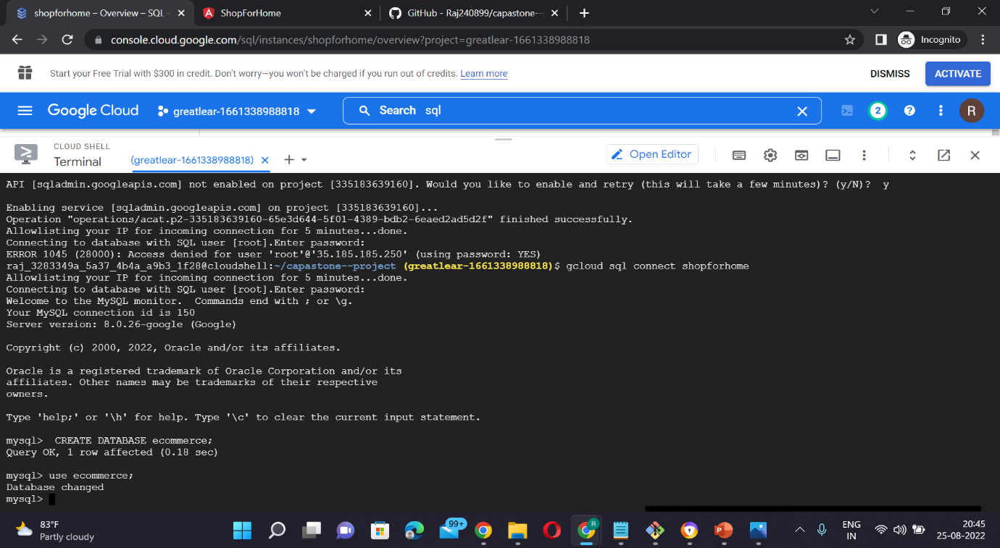 shopforhome – Overview – SQL –
ShopForHome
GitHub - Raj240899/capastone--p
console.cloud.google.com/sql/instances/shopforhome/overview?project=greatlear-1661338988818
Incognito
Start your Free Trial with $300 in credit. Don't worry—you won't be charged if you run out of credits. Learn more
DISMISS
ACTIVATE
Google Cloud
greatlear-1661338988818
Search sql
2
R
CLOUD SHELL
Terminal
(greatlear-1661338988818)
Open Editor
API [sqladmin.googleapis.com] not enabled on project [335183639160]. Would you like to enable and retry (this will take a few minutes)? (y/N)?  y
Enabling service [sqladmin.googleapis.com] on project [335183639160]...
Operation "operations/acat.p2-335183639160-65e3d644-5f01-4389-bdb2-6eaed2ad5d2f" finished successfully.
Allowlisting your IP for incoming connection for 5 minutes...done.
Connecting to database with SQL user [root].Enter password:
ERROR 1045 (28000): Access denied for user 'root'@'35.185.185.250' (using password: YES)
raj_3283349a_5a37_4b4a_a9b3_1f28@cloudshell:~/capastone--project (greatlear-1661338988818)$ gcloud sql connect shopforhome
Allowlisting your IP for incoming connection for 5 minutes...done.
Connecting to database with SQL user [root].Enter password:
Welcome to the MySQL monitor.  Commands end with ; or \g.
Your MySQL connection id is 150
Server version: 8.0.26-google (Google)
Copyright (c) 2000, 2022, Oracle and/or its affiliates.
Oracle is a registered trademark of Oracle Corporation and/or its
affiliates. Other names may be trademarks of their respective
owners.
Type 'help;' or '\h' for help. Type '\c' to clear the current input statement.
mysql>  CREATE DATABASE ecommerce;
Query OK, 1 row affected (0.18 sec)
mysql> use ecommerce;
Database changed
mysql>
83°F
Partly cloudy
99+
R
P
ENG
IN
20:45
25-08-2022